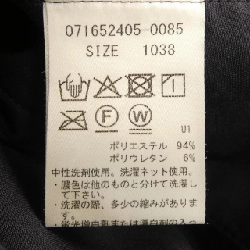 071652405-0085
SIZE 1038
F W
U1
ポリエステル 94%
ポリウレタン 6%
中性洗剤使用。洗濯ネット使用。
・濃色は他のものと分けて洗濯して
下さい。
・洗濯の際、多少の縮みがありま
す。